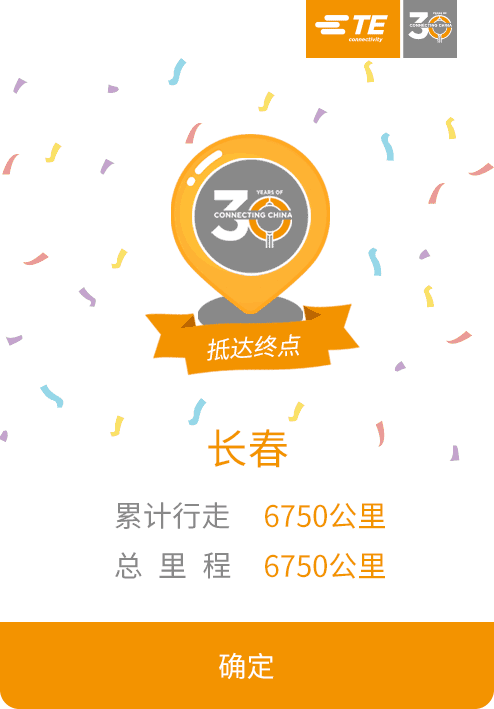 TE
connectivity
YEARS OF
30
CONNECTING CHINA
YEARS OF
30
CONNECTING CHINA
抵达终点
长春
累计行走 6750公里
总里程 6750公里
确定